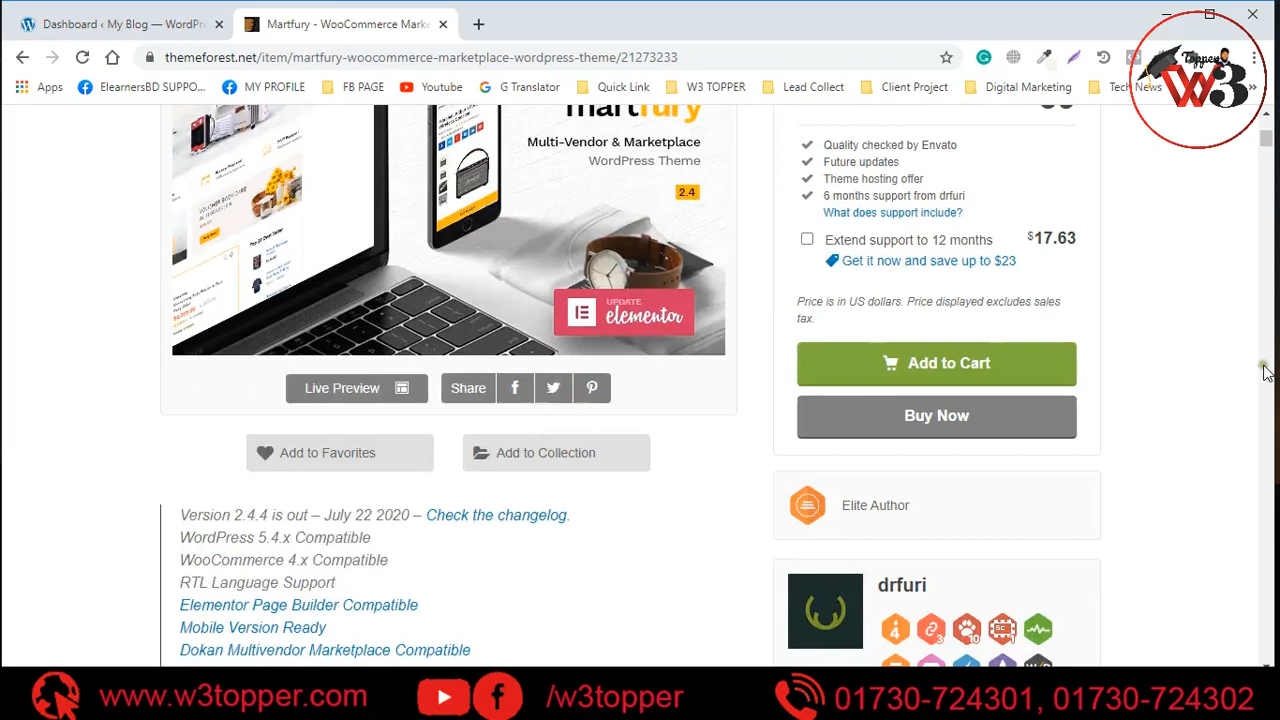 Dashboard ‹ My Blog — WordPr
Martfury - WooCommerce Marke
themeforest.net/item/martfury-woocommerce-marketplace-wordpress-theme/21273233
Apps
ElearnersBD SUPPO...
MY PROFILE
FB PAGE
Youtube
G Translator
Quick Link
W3 TOPPER
Lead Collect
Client Project
Digital Marketing
Tech News
Topper
W3
martfury
Multi-Vendor & Marketplace
WordPress Theme
2.4
UPDATE
elementor
Quality checked by Envato
Future updates
Theme hosting offer
6 months support from drfuri
What does support include?
Extend support to 12 months $17.63
Get it now and save up to $23
Price is in US dollars. Price displayed excludes sales
tax.
Add to Cart
Buy Now
Live Preview
Share
Add to Favorites
Add to Collection
Elite Author
Version 2.4.4 is out – July 22 2020 – Check the changelog.
WordPress 5.4.x Compatible
WooCommerce 4.x Compatible
RTL Language Support
Elementor Page Builder Compatible
Mobile Version Ready
Dokan Multivendor Marketplace Compatible
drfuri
4
3
10
Sc
1
www.w3topper.com
/w3topper
01730-724301, 01730-724302